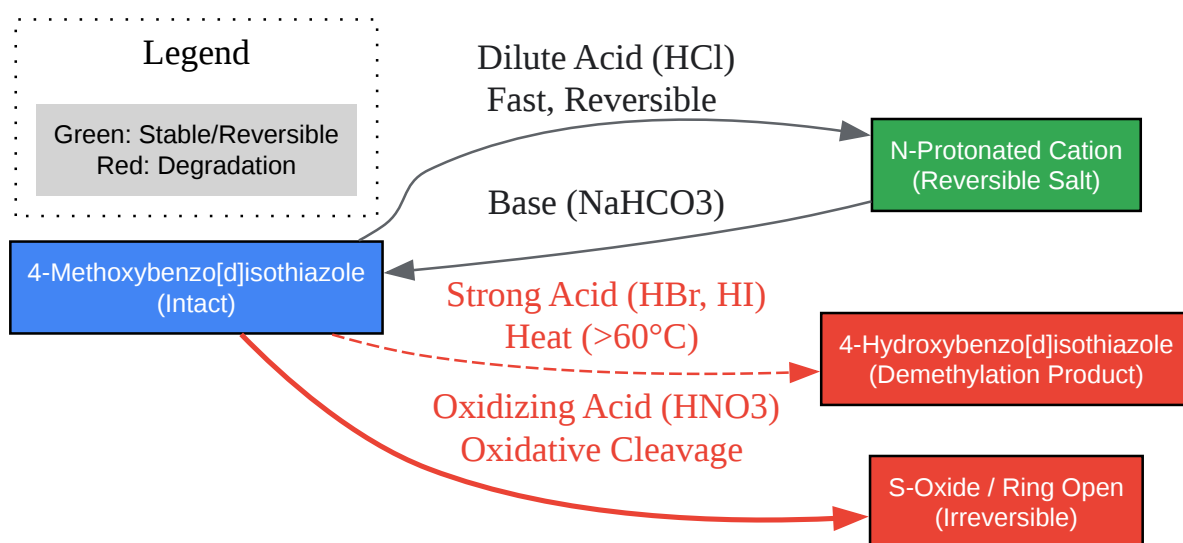 Legend
Green: Stable/Reversible
Red: Degradation
Dilute Acid (HCl)
Fast, Reversible
N-Protonated Cation
(Reversible Salt)
Base (NaHCO3)
4-Methoxybenzo[d]isothiazole
(Intact)
Strong Acid (HBr, HI)
Heat (>60°C)
4-Hydroxybenzo[d]isothiazole
(Demethylation Product)
Oxidizing Acid (HNO3)
Oxidative Cleavage
S-Oxide / Ring Open
(Irreversible)